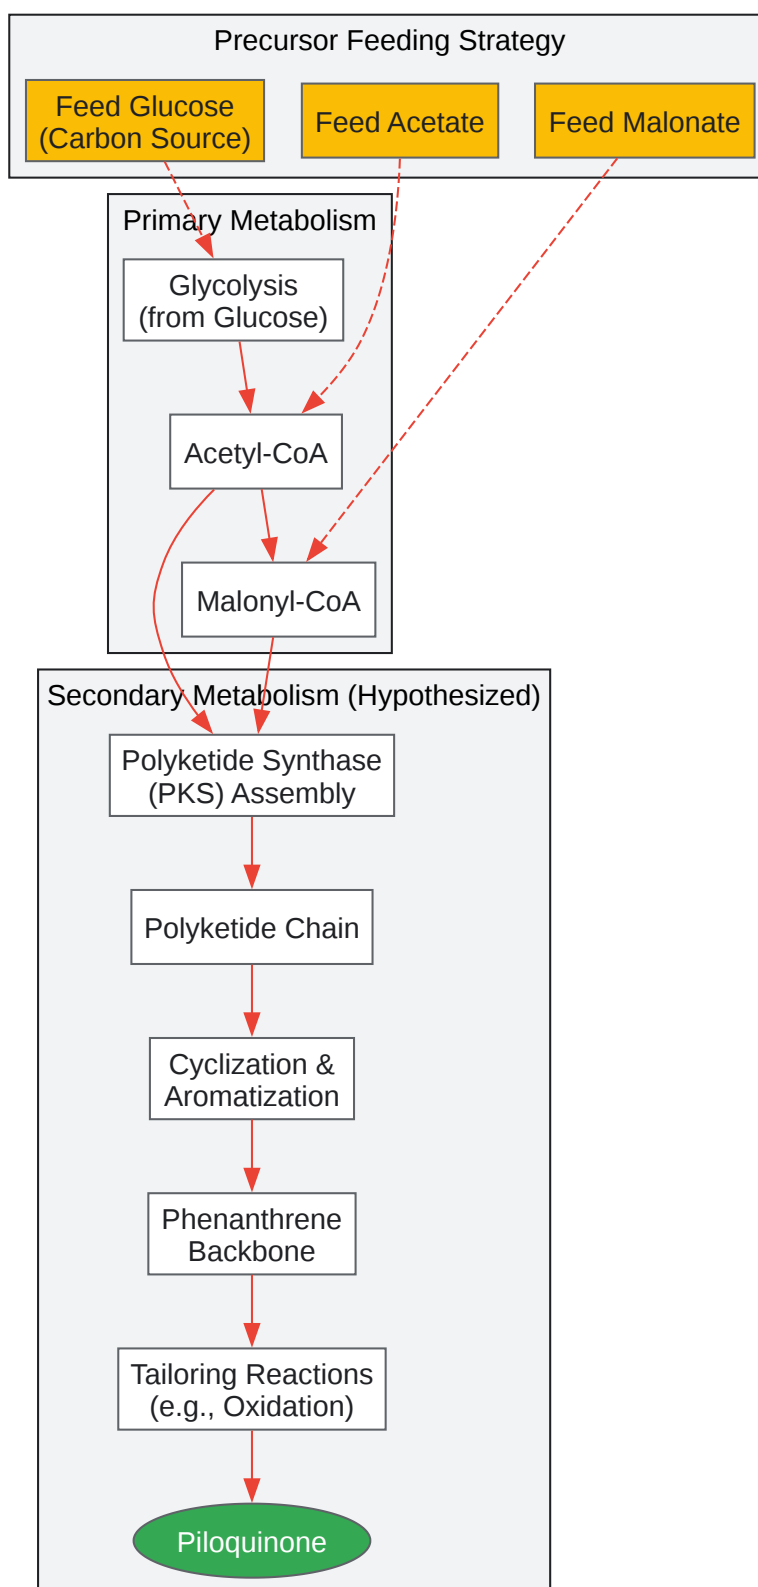 Precursor Feeding Strategy
Feed Glucose
(Carbon Source)
Feed Acetate
Feed Malonate
Primary Metabolism
Glycolysis
(from Glucose)
Acetyl-CoA
Malonyl-CoA
Secondary Metabolism (Hypothesized)
Polyketide Synthase
(PKS) Assembly
Polyketide Chain
Cyclization &
Aromatization
Phenanthrene
Backbone
Tailoring Reactions
(e.g., Oxidation)
Piloquinone